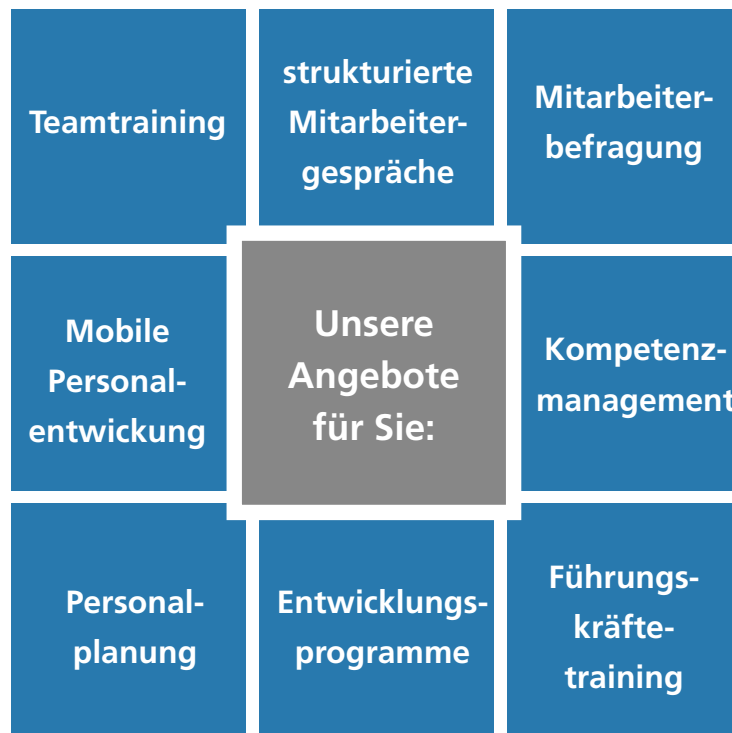 Teamtraining
strukturierte
Mitarbeiter-
gespräche
Mitarbeiter-
befragung
Mobile
Personal-
entwickung
Unsere
Angebote
für Sie:
Kompetenz-
management
Personal-
planung
Entwicklungs-
programme
Führungs-
kräfte-
training